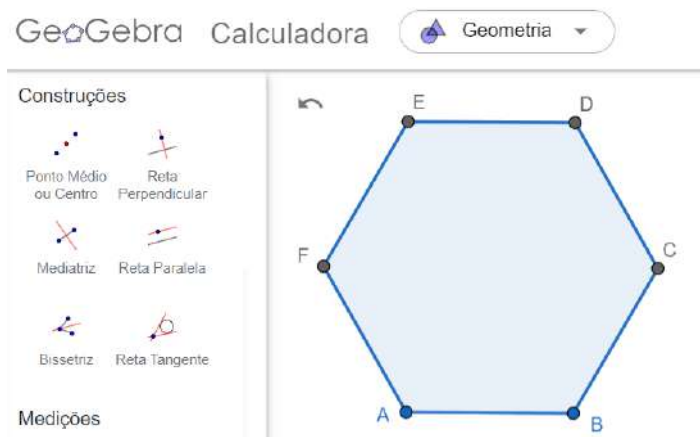 GeoGebra Calculadora Geometria
Construções
Ponto Médio
ou Centro
Reta
Perpendicular
Mediatriz
Reta Paralela
Bissetriz
Reta Tangente
Medições
E
D
F
C
A
B